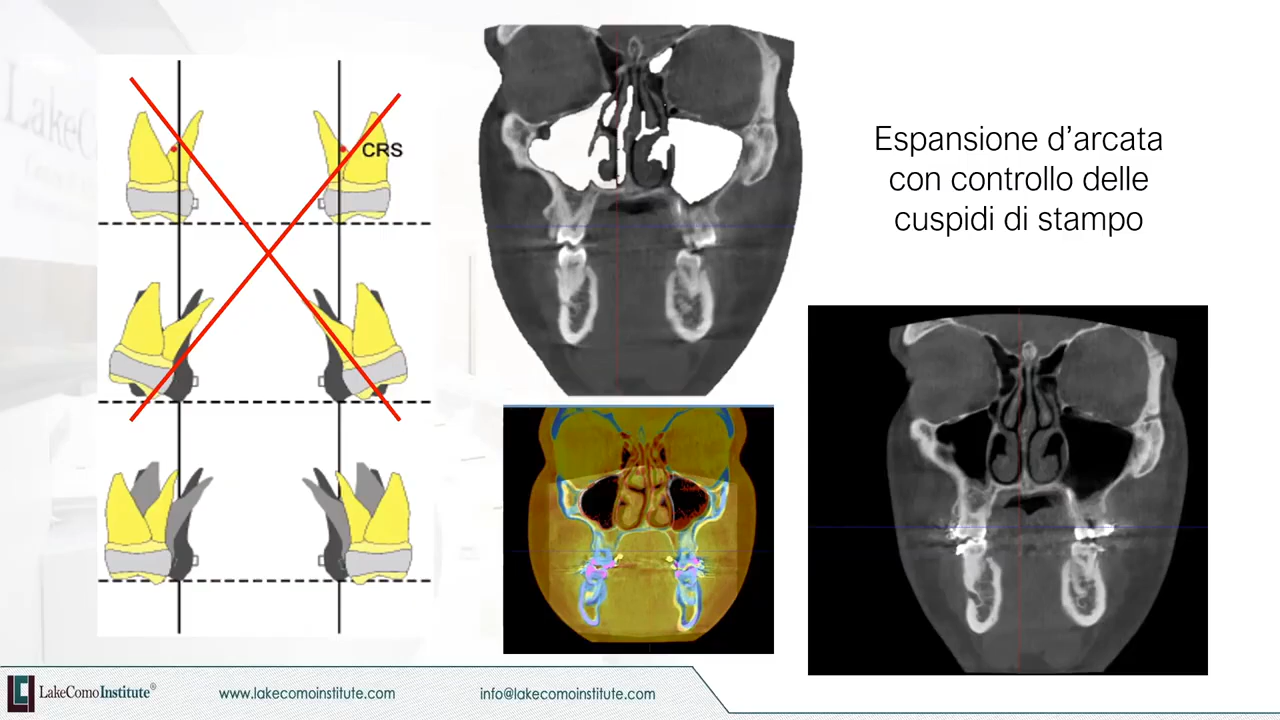 CRS
Espansione d’arcata
con controllo delle
cuspidi di stampo
LakeComoInstitute®
www.lakecomoinstitute.com
info@lakecomoinstitute.com